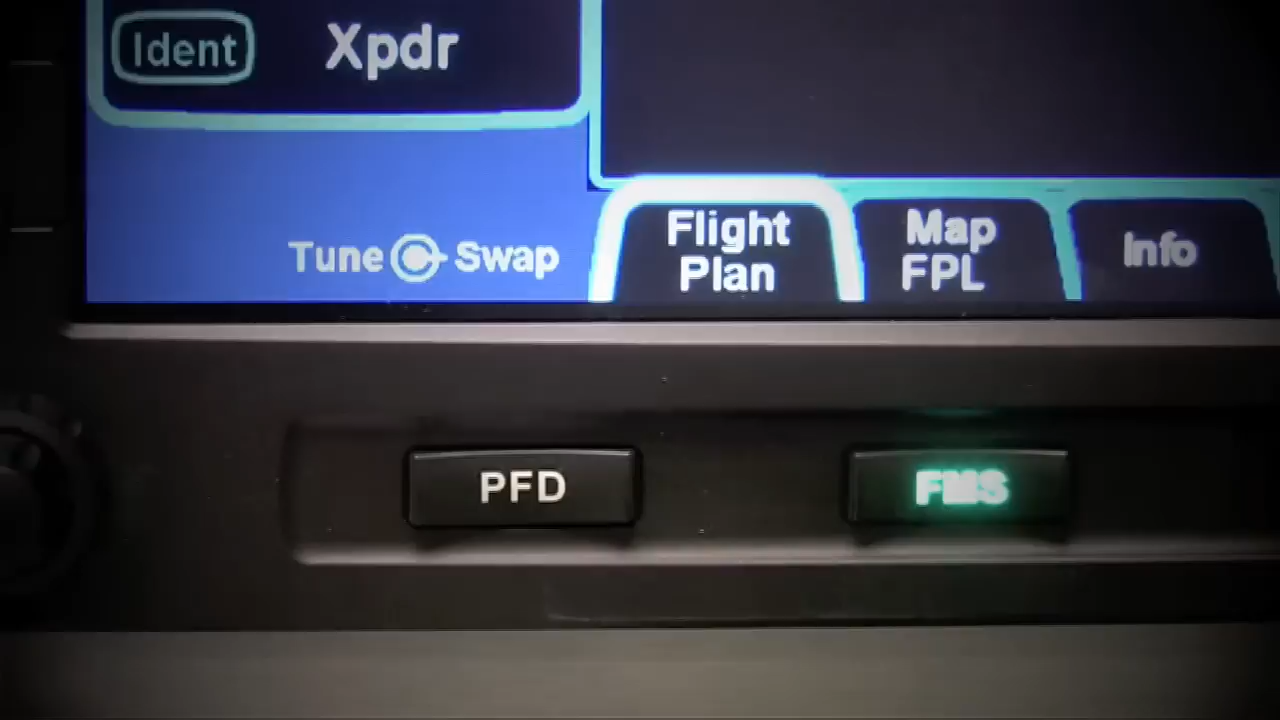 Ident
Xpdr
Tune Swap
Flight
Plan
Map
FPL
Info
PFD
FMS